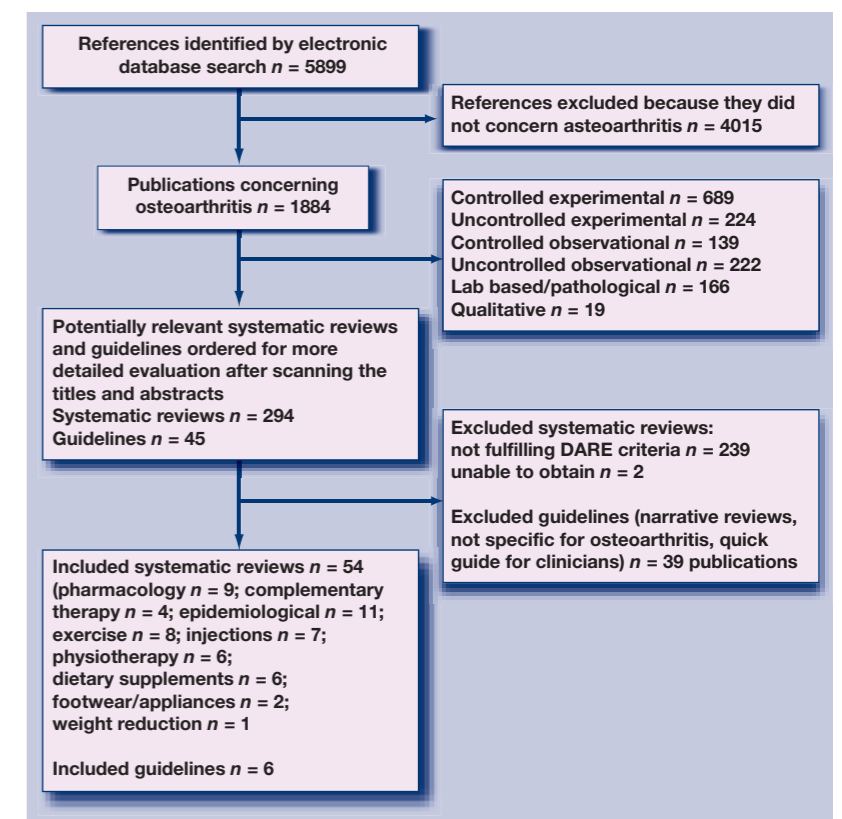 References identified by electronic
database search n = 5899
References excluded because they did
not concern asteoarthritis n = 4015
Publications concerning
osteoarthritis n = 1884
Controlled experimental n = 689
Uncontrolled experimental n = 224
Controlled observational n = 139
Uncontrolled observational n = 222
Lab based/pathological n = 166
Qualitative n = 19
Potentially relevant systematic reviews
and guidelines ordered for more
detailed evaluation after scanning the
titles and abstracts
Systematic reviews n = 294
Guidelines n = 45
Excluded systematic reviews:
not fulfilling DARE criteria n = 239
unable to obtain n = 2
Excluded guidelines (narrative reviews,
not specific for osteoarthritis, quick
guide for clinicians) n = 39 publications
Included systematic reviews n = 54
(pharmacology n = 9; complementary
therapy n = 4; epidemiological n = 11;
exercise n = 8; injections n = 7;
physiotherapy n = 6;
dietary supplements n = 6;
footwear/appliances n = 2;
weight reduction n = 1
Included guidelines n = 6